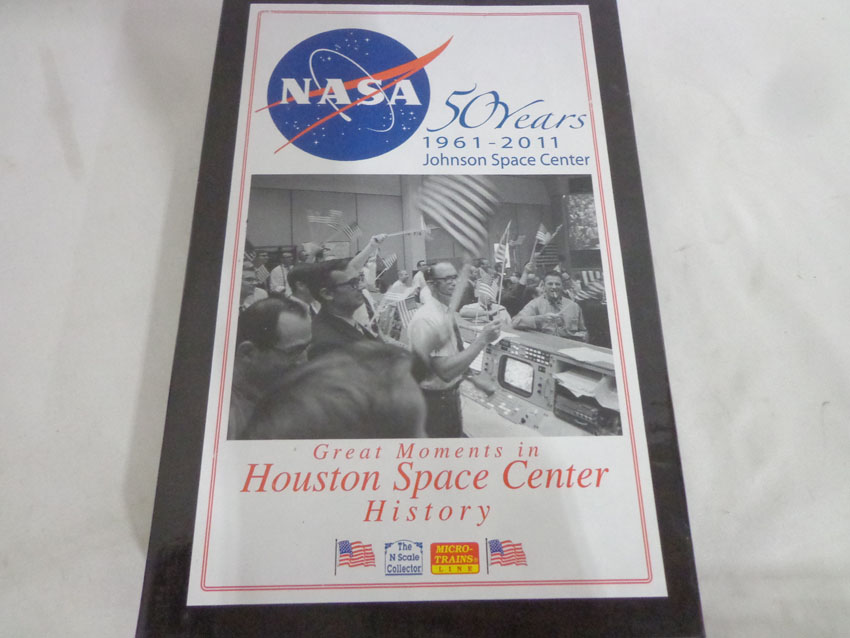 NASA
50 Years
1961-2011
Johnson Space Center
Great Moments in
Houston Space Center
History
The
N Scale
Collector
MICRO-
TRAINS®
LINE